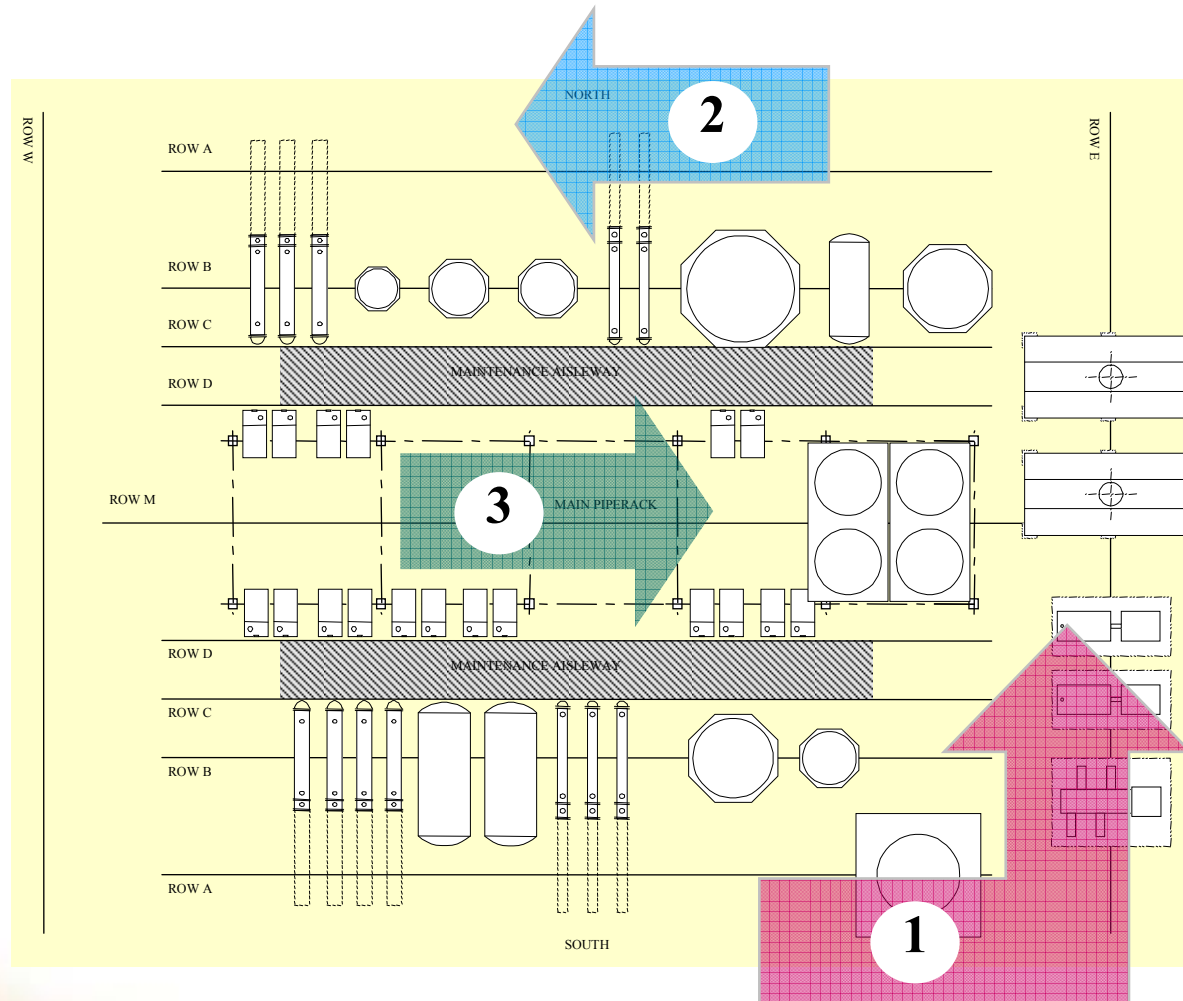 2
NORTH
ROW W
ROW E
ROW A
ROW B
ROW C
MAINTENANCE AISLEWAY
ROW D
3
MAIN PIPERACK
ROW M
ROW D
MAINTENANCE AISLEWAY
ROW C
ROW B
ROW A
1
SOUTH